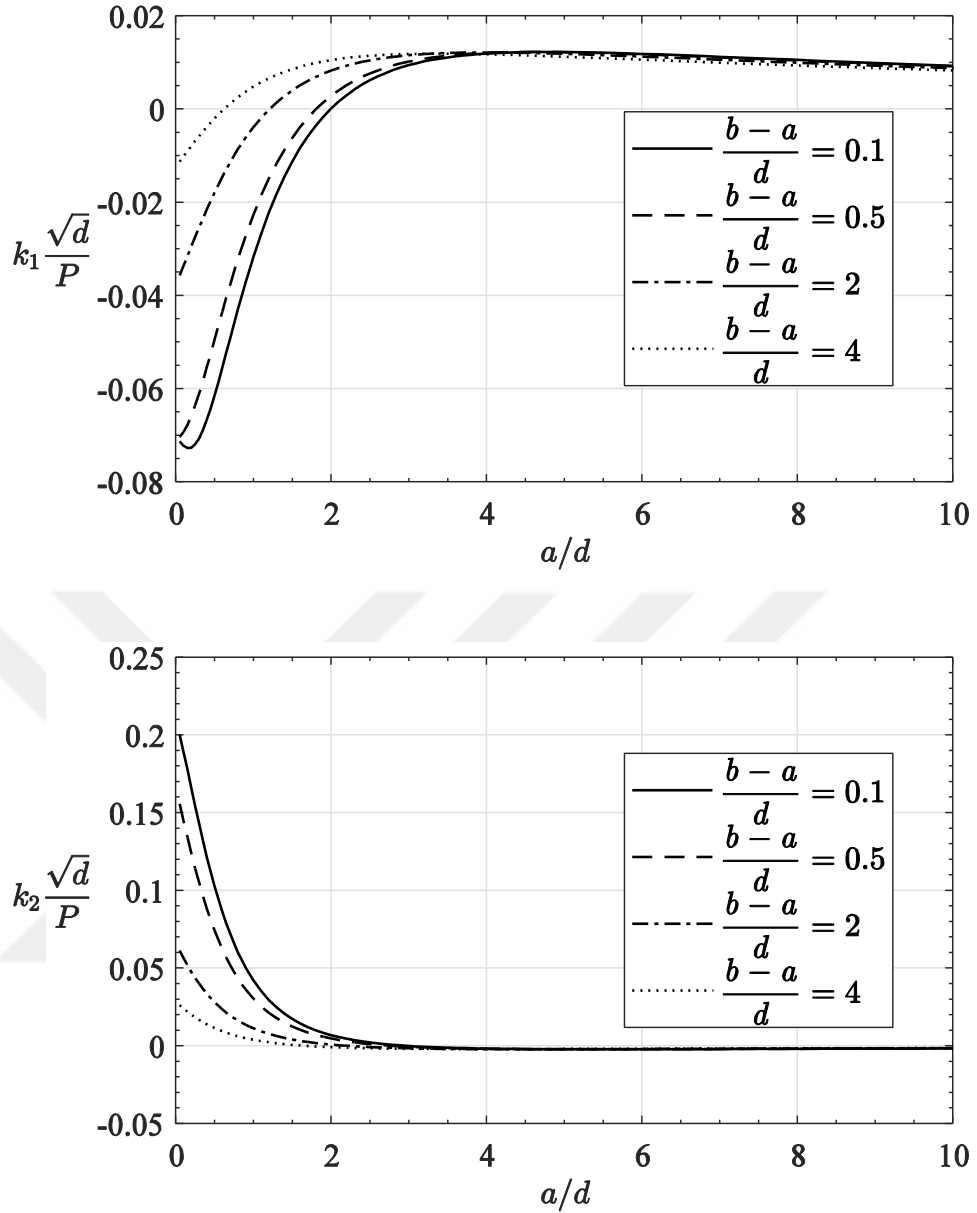 0.02
0
-0.02
-0.04
-0.06
-0.08
k₁ √d / P
(b − a)/d = 0.1
(b − a)/d = 0.5
(b − a)/d = 2
(b − a)/d = 4
0 2 4 6 8 10
a/d
0.25
0.2
0.15
0.1
0.05
0
-0.05
k₂ √d / P
(b − a)/d = 0.1
(b − a)/d = 0.5
(b − a)/d = 2
(b − a)/d = 4
0 2 4 6 8 10
a/d